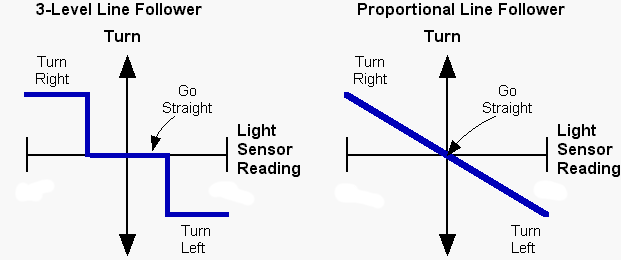 3-Level Line Follower
Turn
Turn
Right
Go
Straight
Light
Sensor
Reading
Turn
Left
Proportional Line Follower
Turn
Turn
Right
Go
Straight
Light
Sensor
Reading
Turn
Left